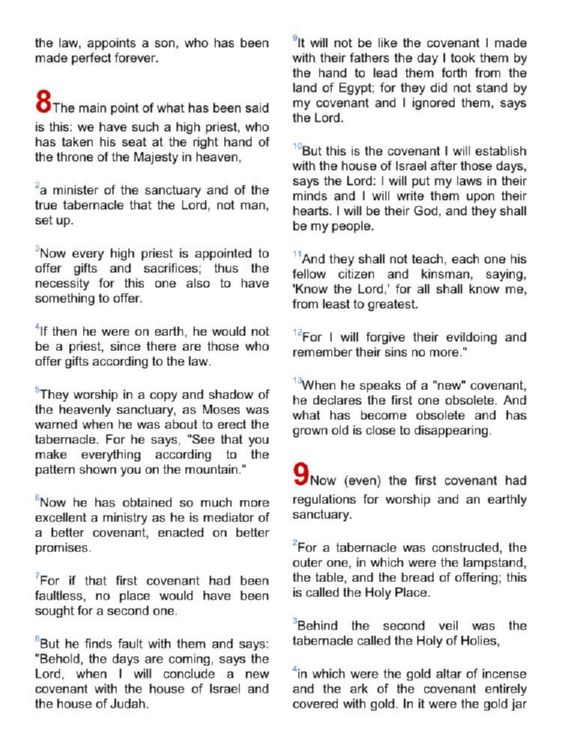 the law, appoints a son, who has been
made perfect forever.
8The main point of what has been said
is this: we have such a high priest, who
has taken his seat at the right hand of
the throne of the Majesty in heaven,
2a minister of the sanctuary and of the
true tabernacle that the Lord, not man,
set up.
3Now every high priest is appointed to
offer gifts and sacrifices; thus the
necessity for this one also to have
something to offer.
4If then he were on earth, he would not
be a priest, since there are those who
offer gifts according to the law.
5They worship in a copy and shadow of
the heavenly sanctuary, as Moses was
warned when he was about to erect the
tabernacle. For he says, "See that you
make everything according to the
pattern shown you on the mountain."
6Now he has obtained so much more
excellent a ministry as he is mediator of
a better covenant, enacted on better
promises.
7For if that first covenant had been
faultless, no place would have been
sought for a second one.
8But he finds fault with them and says:
"Behold, the days are coming, says the
Lord, when I will conclude a new
covenant with the house of Israel and
the house of Judah.
9It will not be like the covenant I made
with their fathers the day I took them by
the hand to lead them forth from the
land of Egypt; for they did not stand by
my covenant and I ignored them, says
the Lord.
10But this is the covenant I will establish
with the house of Israel after those days,
says the Lord: I will put my laws in their
minds and I will write them upon their
hearts. I will be their God, and they shall
be my people.
11And they shall not teach, each one his
fellow citizen and kinsman, saying,
'Know the Lord,' for all shall know me,
from least to greatest.
12For I will forgive their evildoing and
remember their sins no more."
13When he speaks of a "new" covenant,
he declares the first one obsolete. And
what has become obsolete and has
grown old is close to disappearing.
9Now (even) the first covenant had
regulations for worship and an earthly
sanctuary.
2For a tabernacle was constructed, the
outer one, in which were the lampstand,
the table, and the bread of offering; this
is called the Holy Place.
3Behind the second veil was the
tabernacle called the Holy of Holies,
4in which were the gold altar of incense
and the ark of the covenant entirely
covered with gold. In it were the gold jar